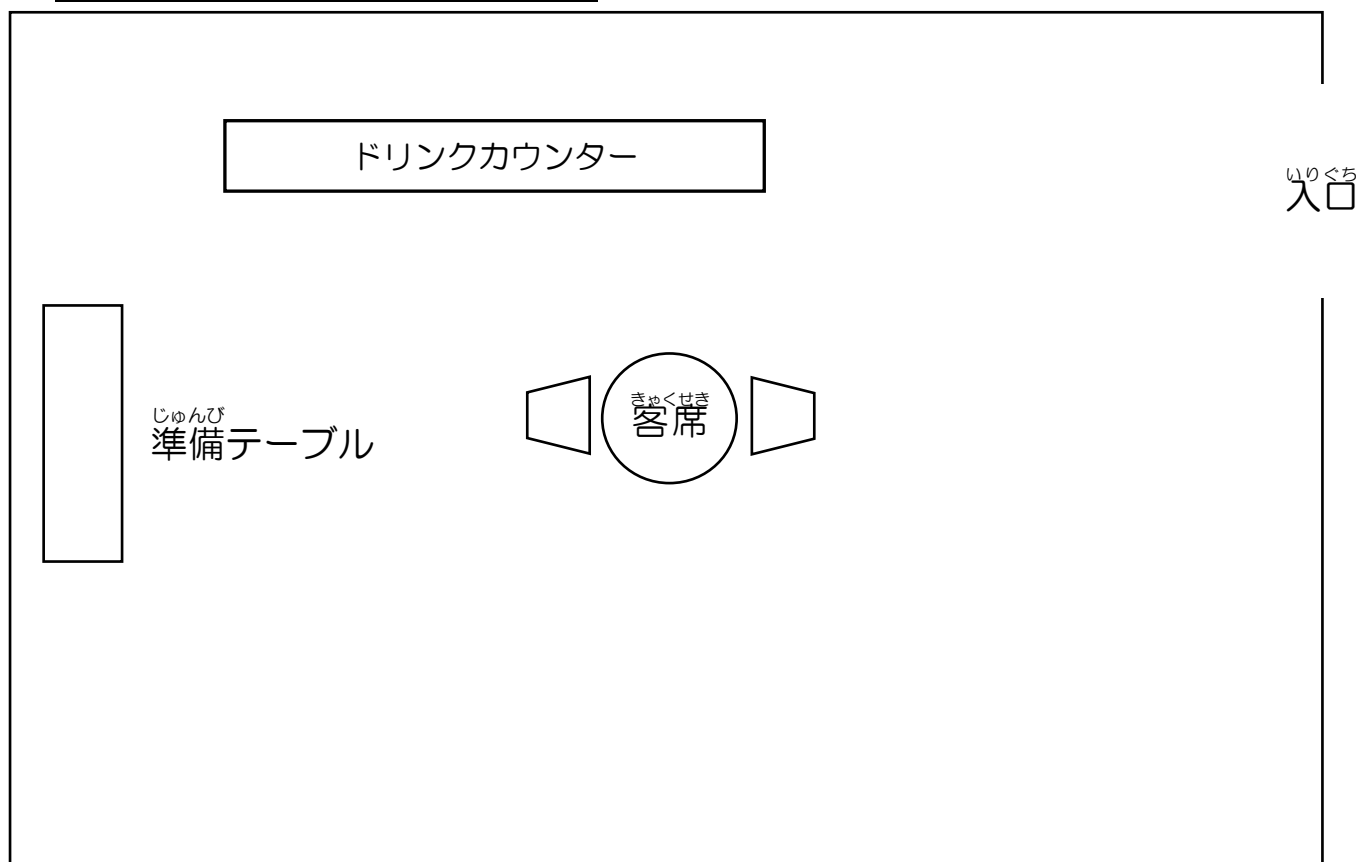 ドリンクカウンター
いりぐち
入口
じゅんび
準備テーブル
きゃくせき
客席